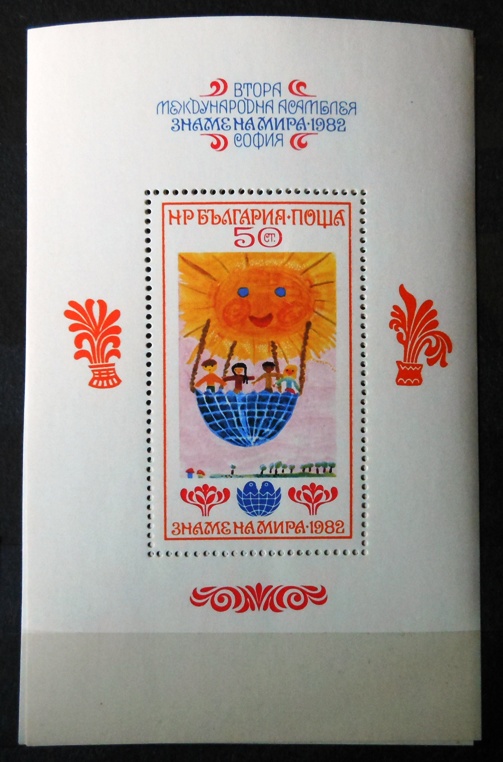 ВТОРА
МЕЖДУНАРОДНА АСАМБЛЕЯ
ЗНАМЕ НА МИРА·1982
СОФИЯ
НР БЪЛГАРИЯ·ПОЩА
50 СТ.
ЗНАМЕ НА МИРА·1982